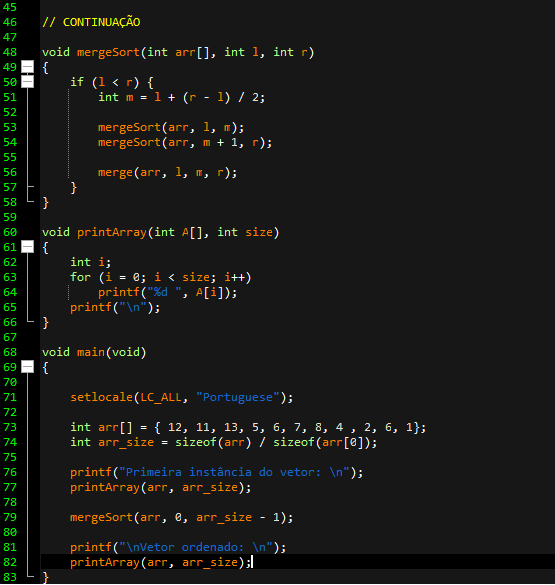 45
46 // CONTINUAÇÃO
47
48 void mergeSort(int arr[], int l, int r)
49 {
50     if (l < r) {
51         int m = l + (r - l) / 2;
52
53         mergeSort(arr, l, m);
54         mergeSort(arr, m + 1, r);
55
56         merge(arr, l, m, r);
57     }
58 }
59
60 void printArray(int A[], int size)
61 {
62     int i;
63     for (i = 0; i < size; i++)
64         printf("%d ", A[i]);
65     printf("\n");
66 }
67
68 void main(void)
69 {
70
71     setlocale(LC_ALL, "Portuguese");
72
73     int arr[] = { 12, 11, 13, 5, 6, 7, 8, 4 , 2, 6, 1};
74     int arr_size = sizeof(arr) / sizeof(arr[0]);
75
76     printf("Primeira instância do vetor: \n");
77     printArray(arr, arr_size);
78
79     mergeSort(arr, 0, arr_size - 1);
80
81     printf("\nVetor ordenado: \n");
82     printArray(arr, arr_size);
83 }